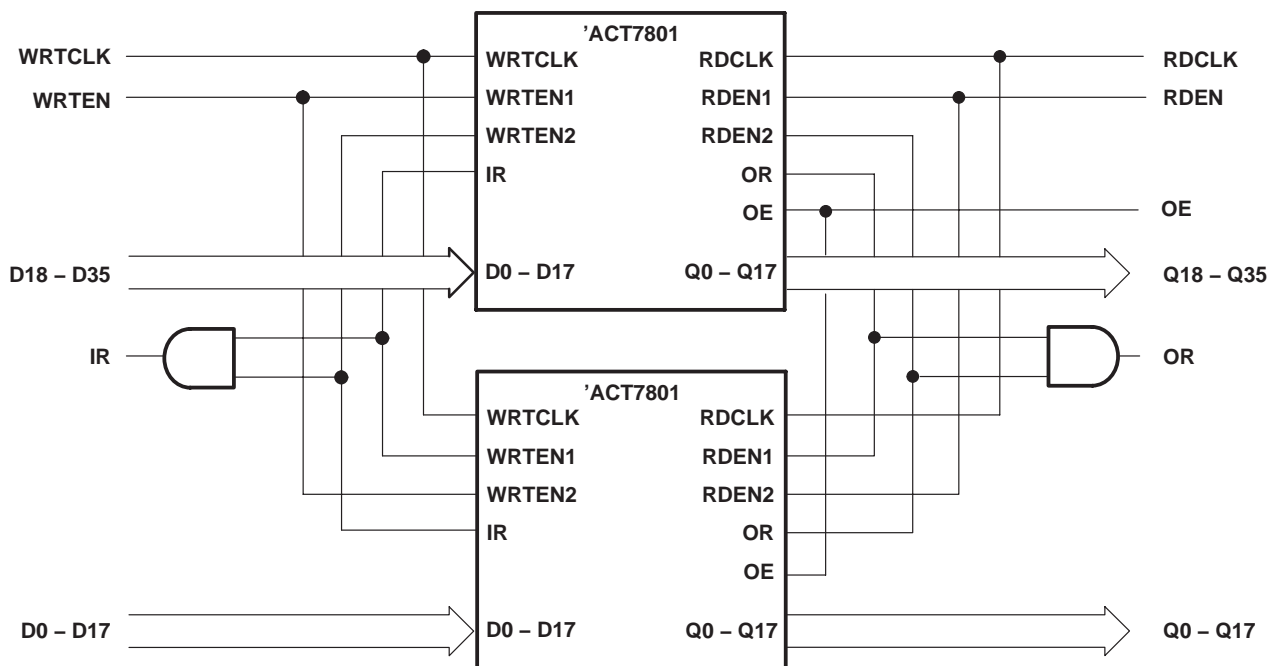 ’ACT7801
WRTCLK WRTCLK RDCLK RDCLK
WRTEN WRTEN1 RDEN1 RDEN
WRTEN2 RDEN2
IR OR
OE OE
D18 – D35 D0 – D17 Q0 – Q17 Q18 – Q35
IR OR
’ACT7801
WRTCLK RDCLK
WRTEN1 RDEN1
WRTEN2 RDEN2
IR OR
OE
D0 – D17 D0 – D17 Q0 – Q17 Q0 – Q17